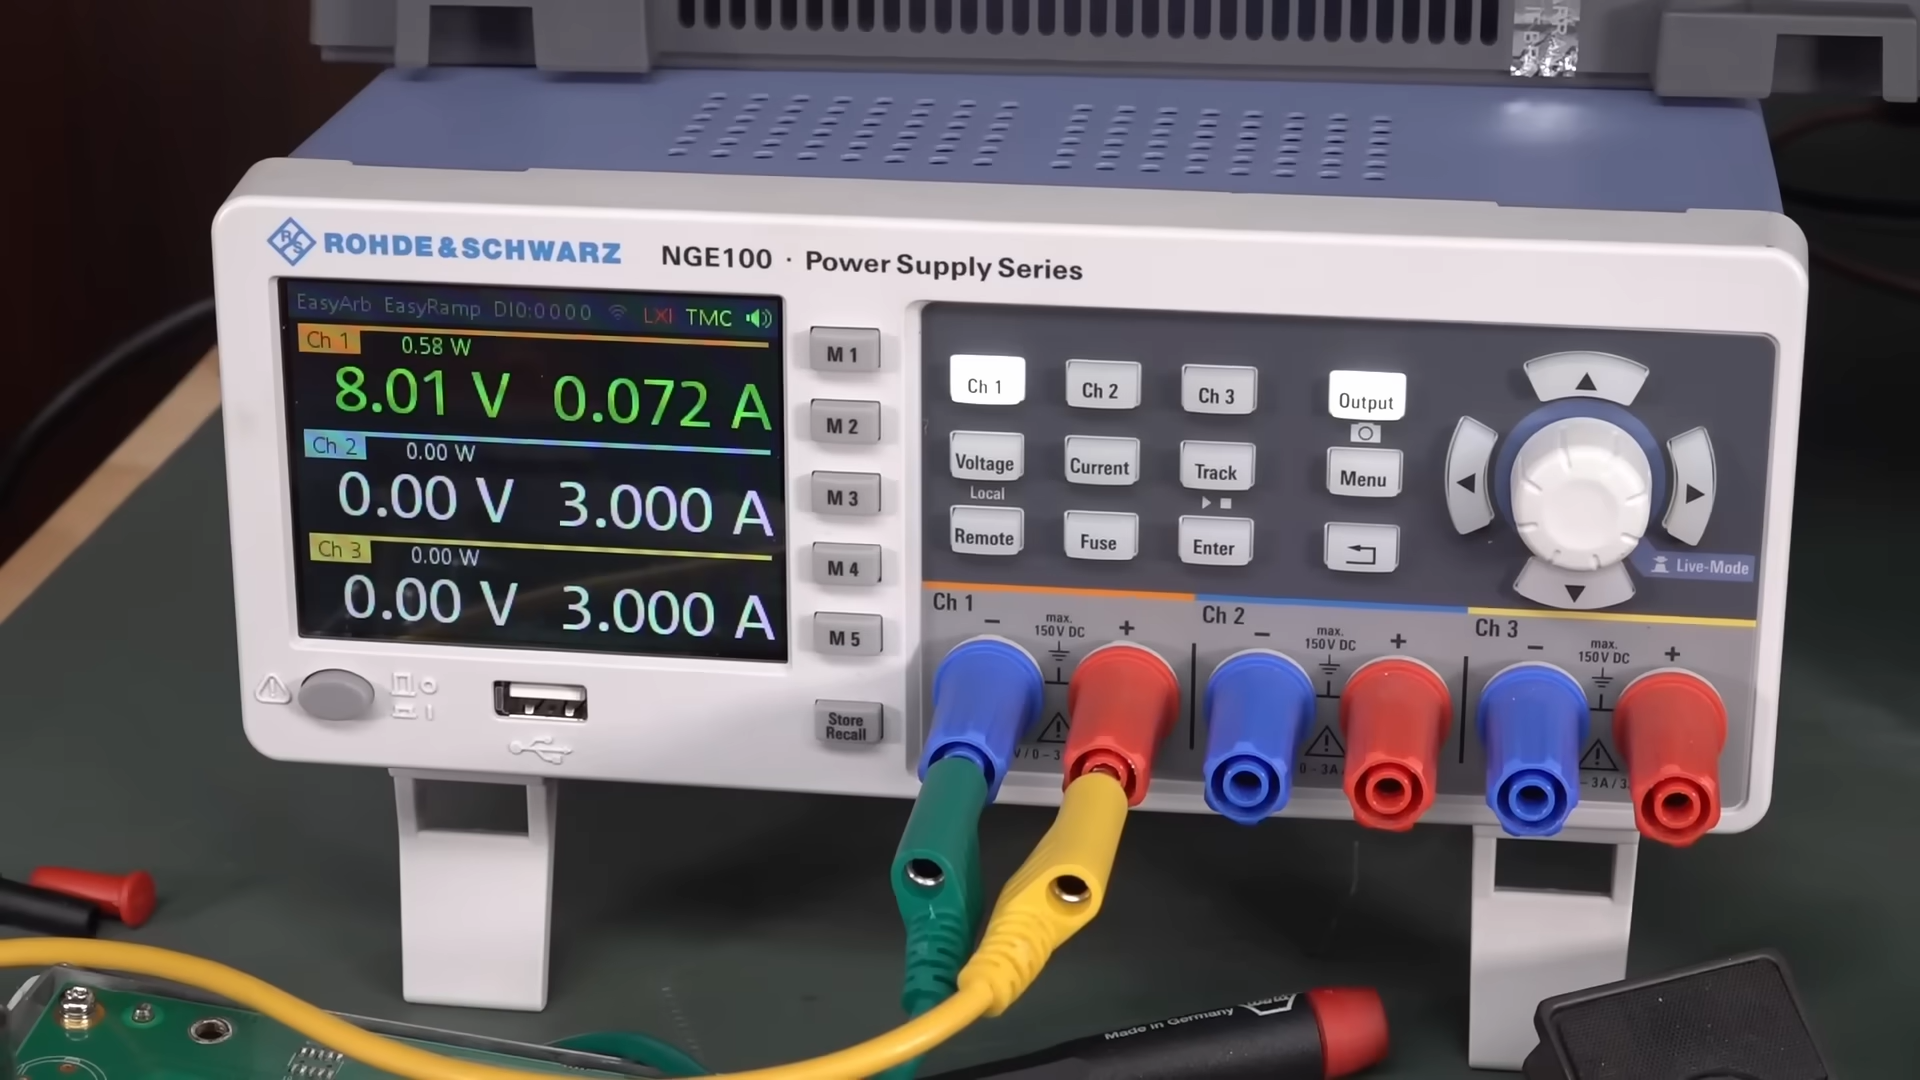 R&S ROHDE&SCHWARZ NGE100 · Power Supply Series
EasyArb EasyRamp DIO:0000 LXI TMC
Ch 1 0.58 W
8.01 V 0.072 A
Ch 2 0.00 W
0.00 V 3.000 A
Ch 3 0.00 W
0.00 V 3.000 A
M 1
M 2
M 3
M 4
M 5
Store
Recall
Ch 1 Ch 2 Ch 3 Output
Voltage Current Track Menu
Local
Remote Fuse Enter
Live-Mode
Ch 1 − max. 150V DC +
Ch 2 − max. 150V DC +
Ch 3 − max. 150V DC +
Made in Germany